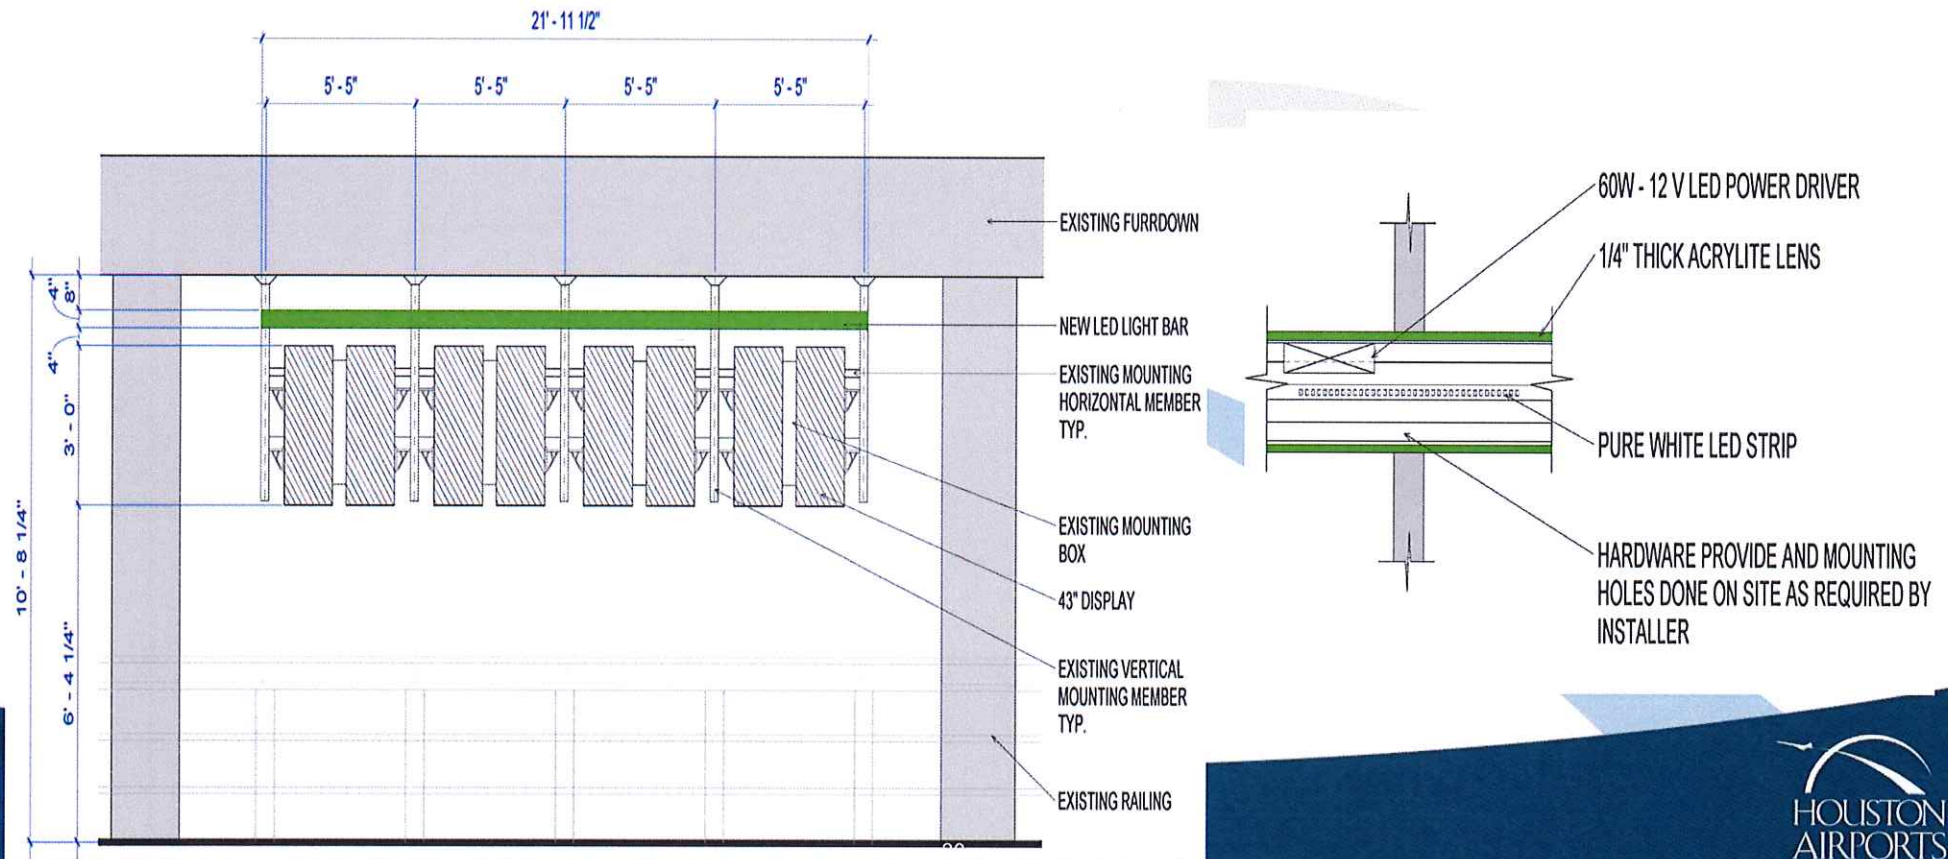 21' - 11 1/2"
5' - 5"
5' - 5"
5' - 5"
5' - 5"
4"
8"
4"
3' - 0"
10' - 8 1/4"
6' - 4 1/4"
EXISTING FURRDOWN
NEW LED LIGHT BAR
EXISTING MOUNTING
HORIZONTAL MEMBER
TYP.
EXISTING MOUNTING
BOX
43" DISPLAY
EXISTING VERTICAL
MOUNTING MEMBER
TYP.
EXISTING RAILING
60W - 12 V LED POWER DRIVER
1/4" THICK ACRYLITE LENS
PURE WHITE LED STRIP
HARDWARE PROVIDE AND MOUNTING
HOLES DONE ON SITE AS REQUIRED BY
INSTALLER
HOUSTON
AIRPORTS